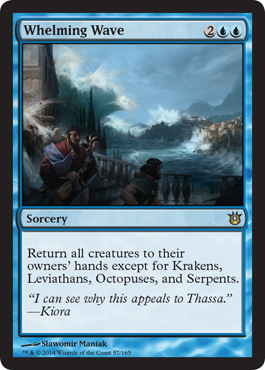 Whelming Wave 2
Sorcery
Return all creatures to their
owners' hands except for Krakens,
Leviathans, Octopuses, and Serpents.
"I can see why this appeals to Thassa."
—Kiora
Slawomir Maniak
™ & © 2014 Wizards of the Coast 57/165